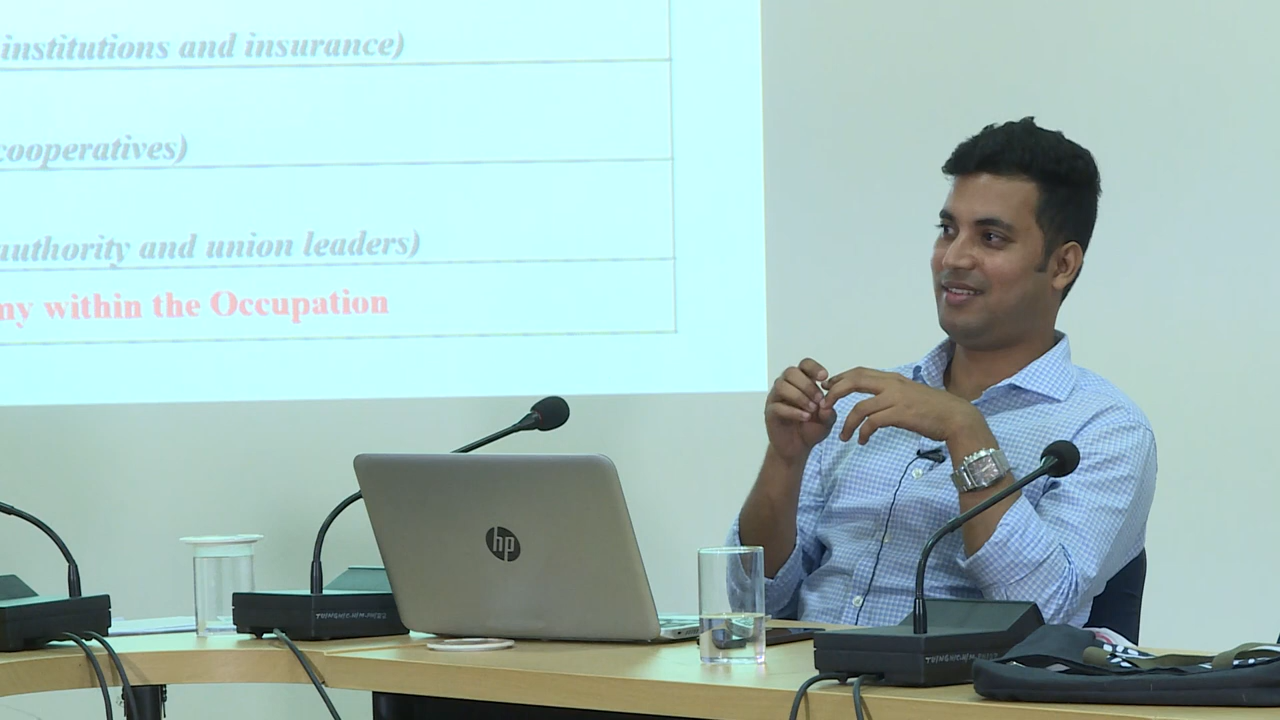 institutions and insurance)
cooperatives)
authority and union leaders)
my within the Occupation
hp